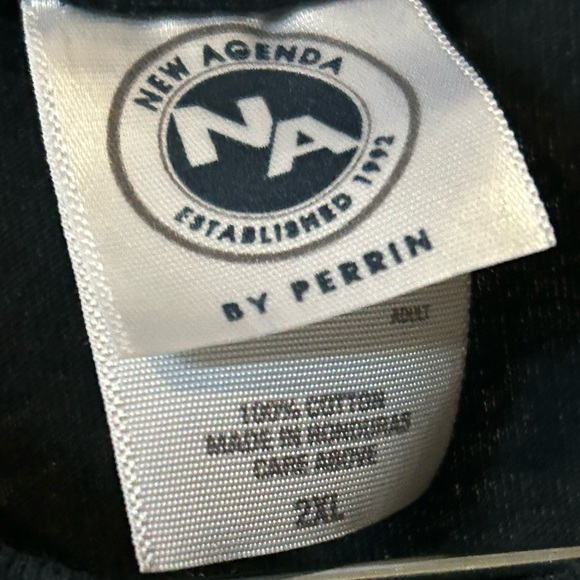 NEW AGENDA
NA
ESTABLISHED 1992
BY PERRIN
ADULT
100% COTTON
MADE IN HONDURAS
CARE ABOVE
2XL